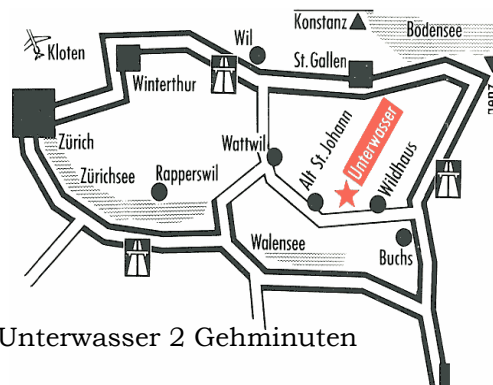 Konstanz
Bodensee
Kloten
Wil
St. Gallen
Winterthur
Zürich
Wattwil
Alt St. Johann
Unterwasser
Wildhaus
Zürichsee
Rapperswil
Walensee
Buchs
Unterwasser 2 Gehminuten